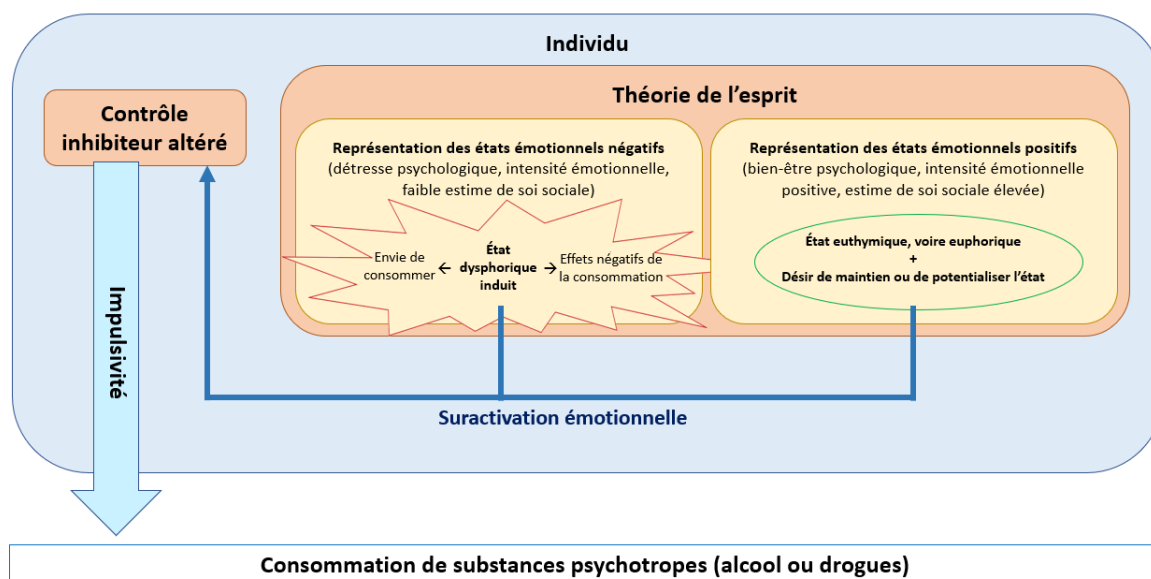 Individu
Contrôle
inhibiteur altéré
Théorie de l’esprit
Représentation des états émotionnels négatifs
(détresse psychologique, intensité émotionnelle,
faible estime de soi sociale)
Envie de
consommer
État
dysphorique
induit
Effets négatifs de
la consommation
Représentation des états émotionnels positifs
(bien-être psychologique, intensité émotionnelle
positive, estime de soi sociale élevée)
État euthymique, voire euphorique
+
Désir de maintien ou de potentialiser l’état
Impulsivité
Suractivation émotionnelle
Consommation de substances psychotropes (alcool ou drogues)